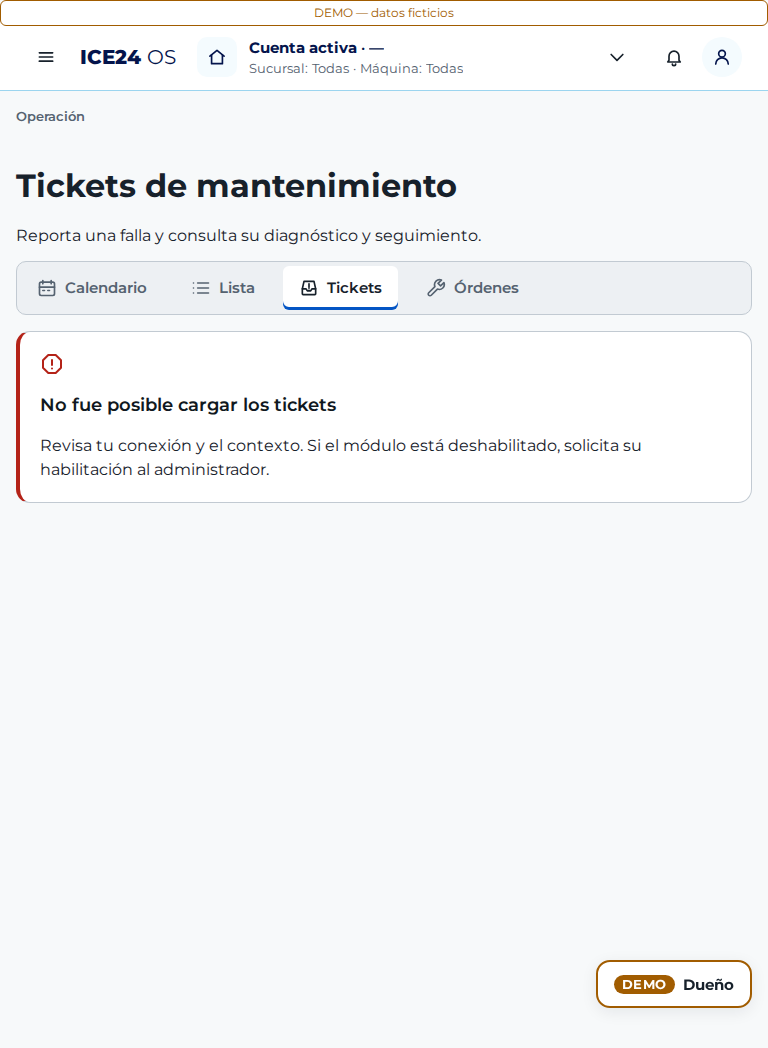 DEMO — datos ficticios
ICE24 OS
Cuenta activa · —
Sucursal: Todas · Máquina: Todas
Operación
Tickets de mantenimiento
Reporta una falla y consulta su diagnóstico y seguimiento.
Calendario Lista Tickets Órdenes
No fue posible cargar los tickets
Revisa tu conexión y el contexto. Si el módulo está deshabilitado, solicita su
habilitación al administrador.
DEMO Dueño